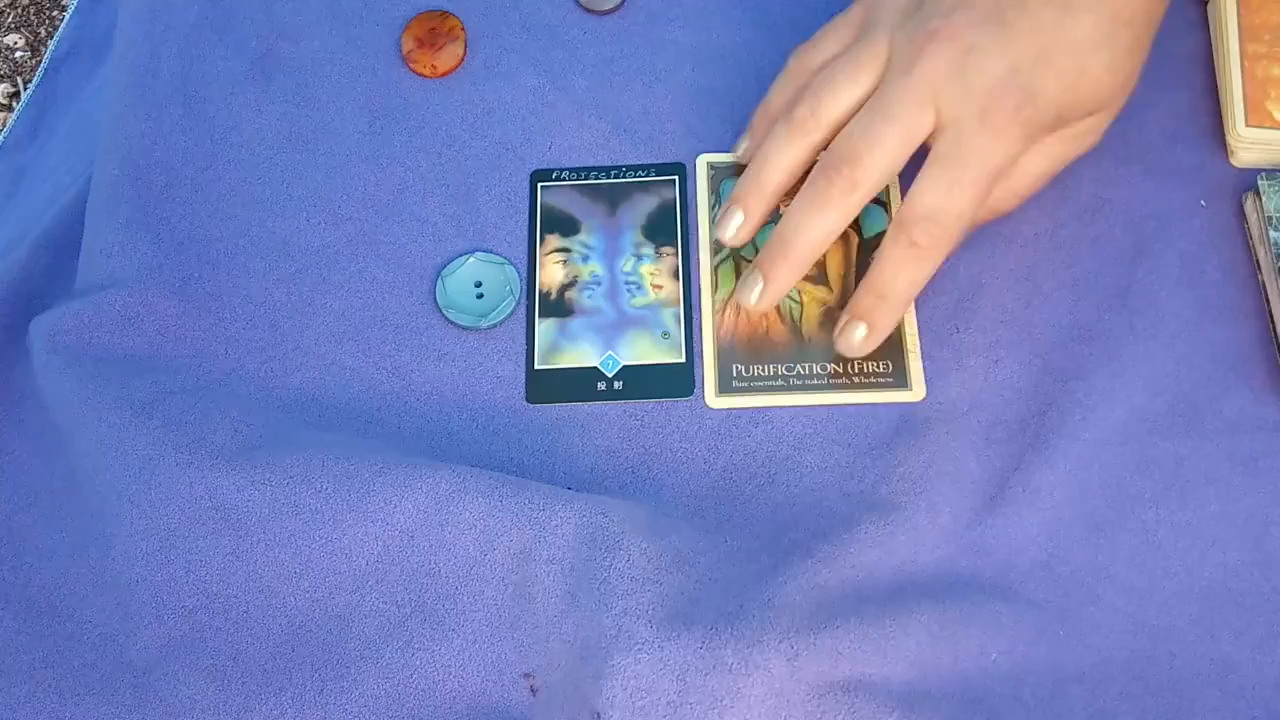 PROJECTIONS
7
投射
PURIFICATION (FIRE)
Bare essentials, The naked truth, Wholeness